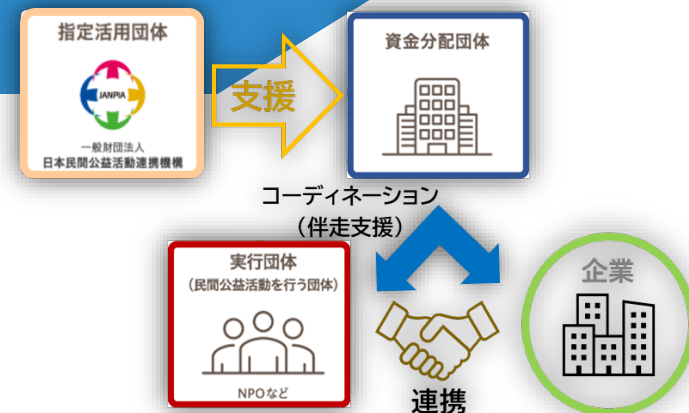 指定活用団体
JANPIA
一般財団法人
日本民間公益活動連携機構
支援
資金分配団体
コーディネーション
(伴走支援)
実行団体
(民間公益活動を行う団体)
NPOなど
連携
企業